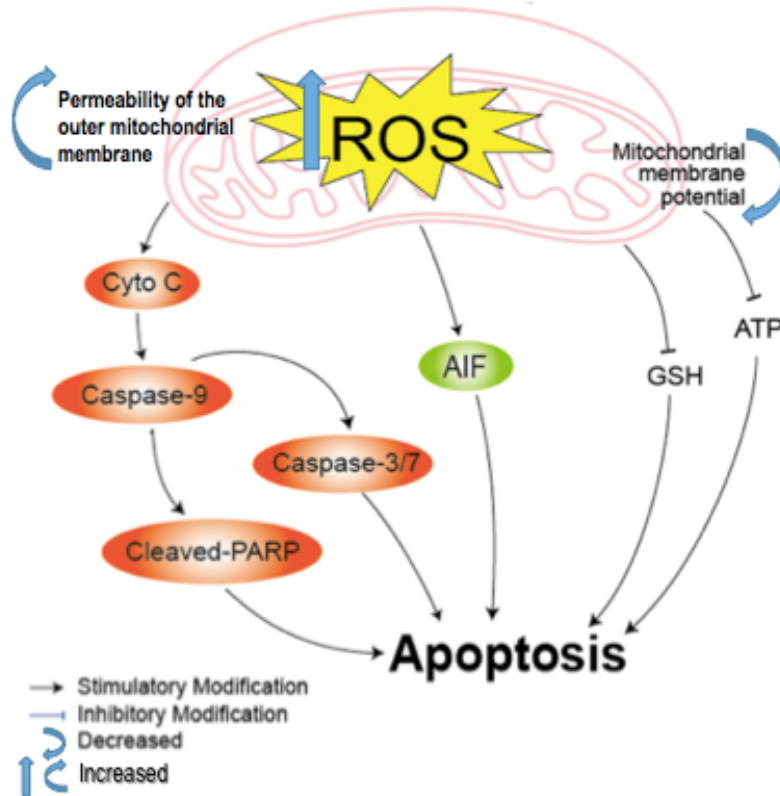 Permeability of the
outer mitochondrial
membrane
ROS
Mitochondrial
membrane
potential
Cyto C
ATP
AIF
GSH
Caspase-9
Caspase-3/7
Cleaved-PARP
Apoptosis
Stimulatory Modification
Inhibitory Modification
Decreased
Increased